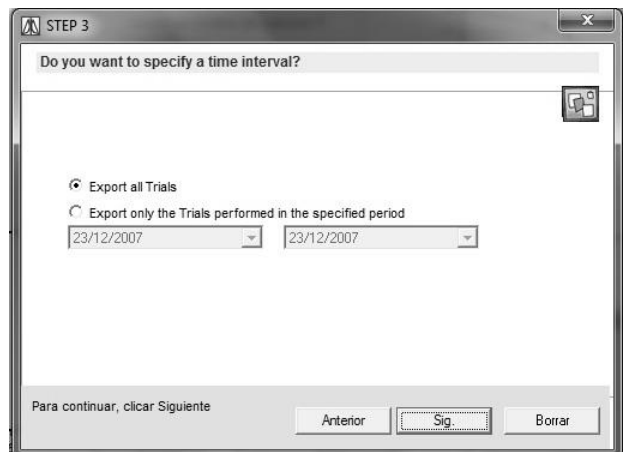 STEP 3
Do you want to specify a time interval?
Export all Trials
Export only the Trials performed in the specified period
23/12/2007 23/12/2007
Para continuar, clicar Siguiente
Anterior Sig. Borrar